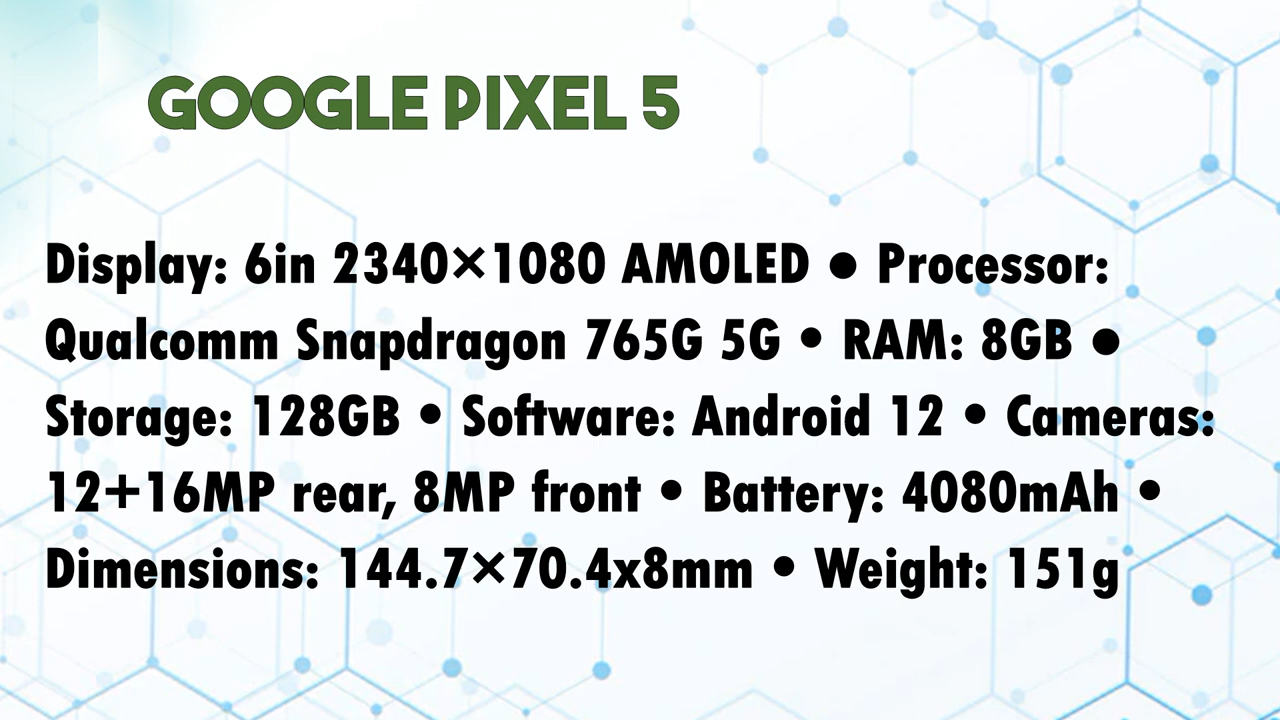 GOOGLE PIXEL 5
Display: 6in 2340×1080 AMOLED ● Processor:
Qualcomm Snapdragon 765G 5G • RAM: 8GB ●
Storage: 128GB • Software: Android 12 • Cameras:
12+16MP rear, 8MP front • Battery: 4080mAh •
Dimensions: 144.7×70.4x8mm • Weight: 151g